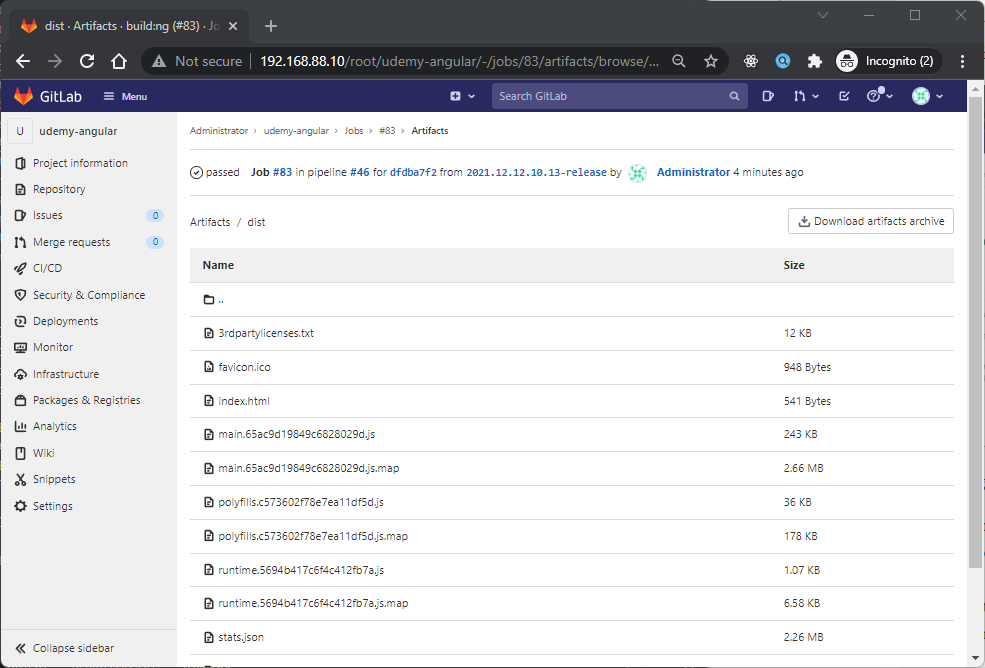 dist · Artifacts · build:ng (#83) · Jo
Not secure 192.168.88.10/root/udemy-angular/-/jobs/83/artifacts/browse/... Incognito (2)
GitLab Menu Search GitLab
U udemy-angular
Administrator › udemy-angular › Jobs › #83 › Artifacts
Project information
Repository
Issues 0
Merge requests 0
CI/CD
Security & Compliance
Deployments
Monitor
Infrastructure
Packages & Registries
Analytics
Wiki
Snippets
Settings
Collapse sidebar
passed Job #83 in pipeline #46 for dfdba7f2 from 2021.12.12.10.13-release by Administrator 4 minutes ago
Artifacts / dist Download artifacts archive
Name Size
..
3rdpartylicenses.txt 12 KB
favicon.ico 948 Bytes
index.html 541 Bytes
main.65ac9d19849c6828029d.js 243 KB
main.65ac9d19849c6828029d.js.map 2.66 MB
polyfills.c573602f78e7ea11df5d.js 36 KB
polyfills.c573602f78e7ea11df5d.js.map 178 KB
runtime.5694b417c6f4c412fb7a.js 1.07 KB
runtime.5694b417c6f4c412fb7a.js.map 6.58 KB
stats.json 2.26 MB